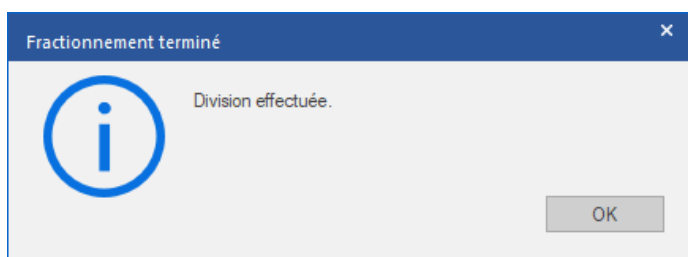 Fractionnement terminé
Division effectuée.
OK